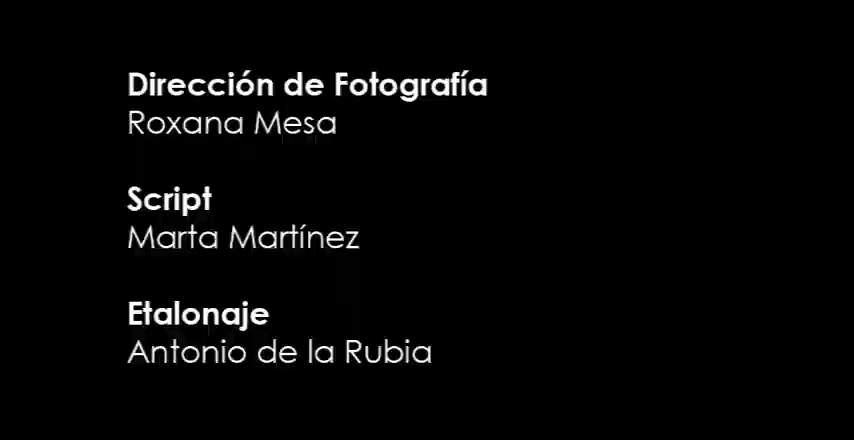 Dirección de Fotografía
Roxana Mesa
Script
Marta Martínez
Etalonaje
Antonio de la Rubia